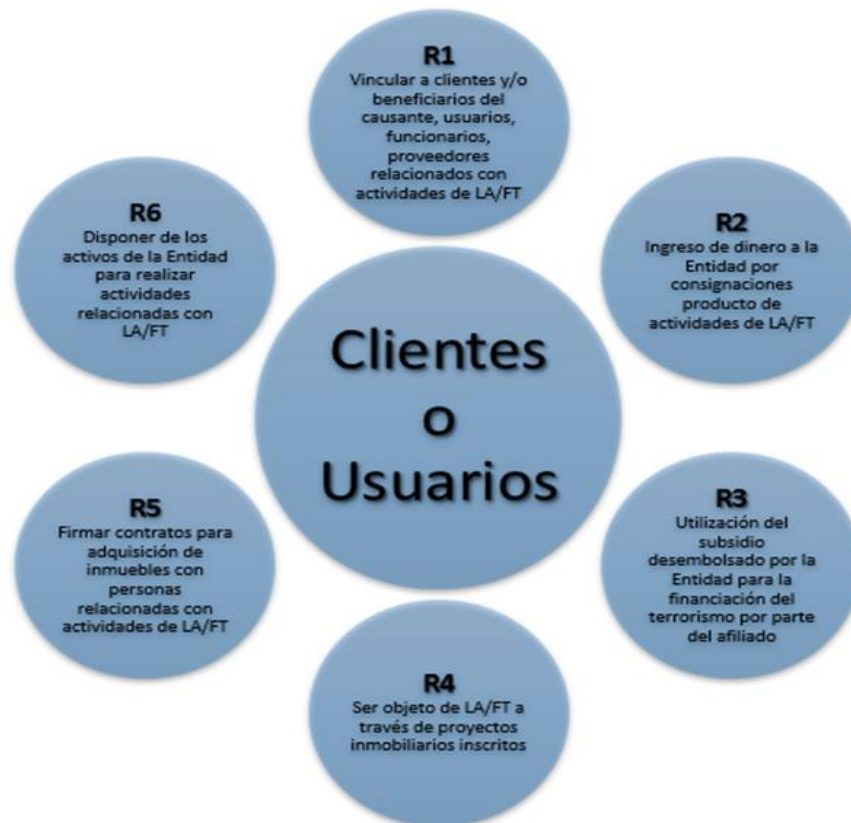 R1
Vincular a clientes y/o
beneficiarios del
causante, usuarios,
funcionarios,
proveedores
relacionados con
actividades de LA/FT
R2
Ingreso de dinero a la
Entidad por
consignaciones
producto de
actividades de LA/FT
R3
Utilización del
subsidio
desembolsado por la
Entidad para la
financiación del
terrorismo por parte
del afiliado
R4
Ser objeto de LA/FT a
través de proyectos
inmobiliarios inscritos
R5
Firmar contratos para
adquisición de
inmuebles con
personas
relacionadas con
actividades de LA/FT
R6
Disponer de los
activos de la Entidad
para realizar
actividades
relacionadas con
LA/FT
Clientes
o
Usuarios